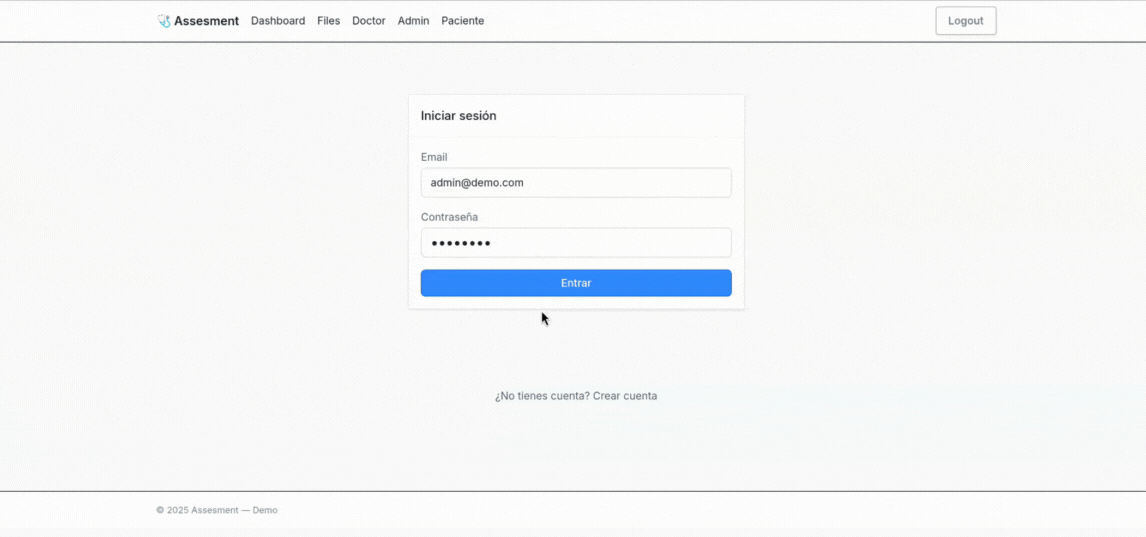 Assesment Dashboard Files Doctor Admin Paciente Logout
Iniciar sesión
Email
admin@demo.com
Contraseña
••••••••
Entrar
¿No tienes cuenta? Crear cuenta
© 2025 Assesment — Demo